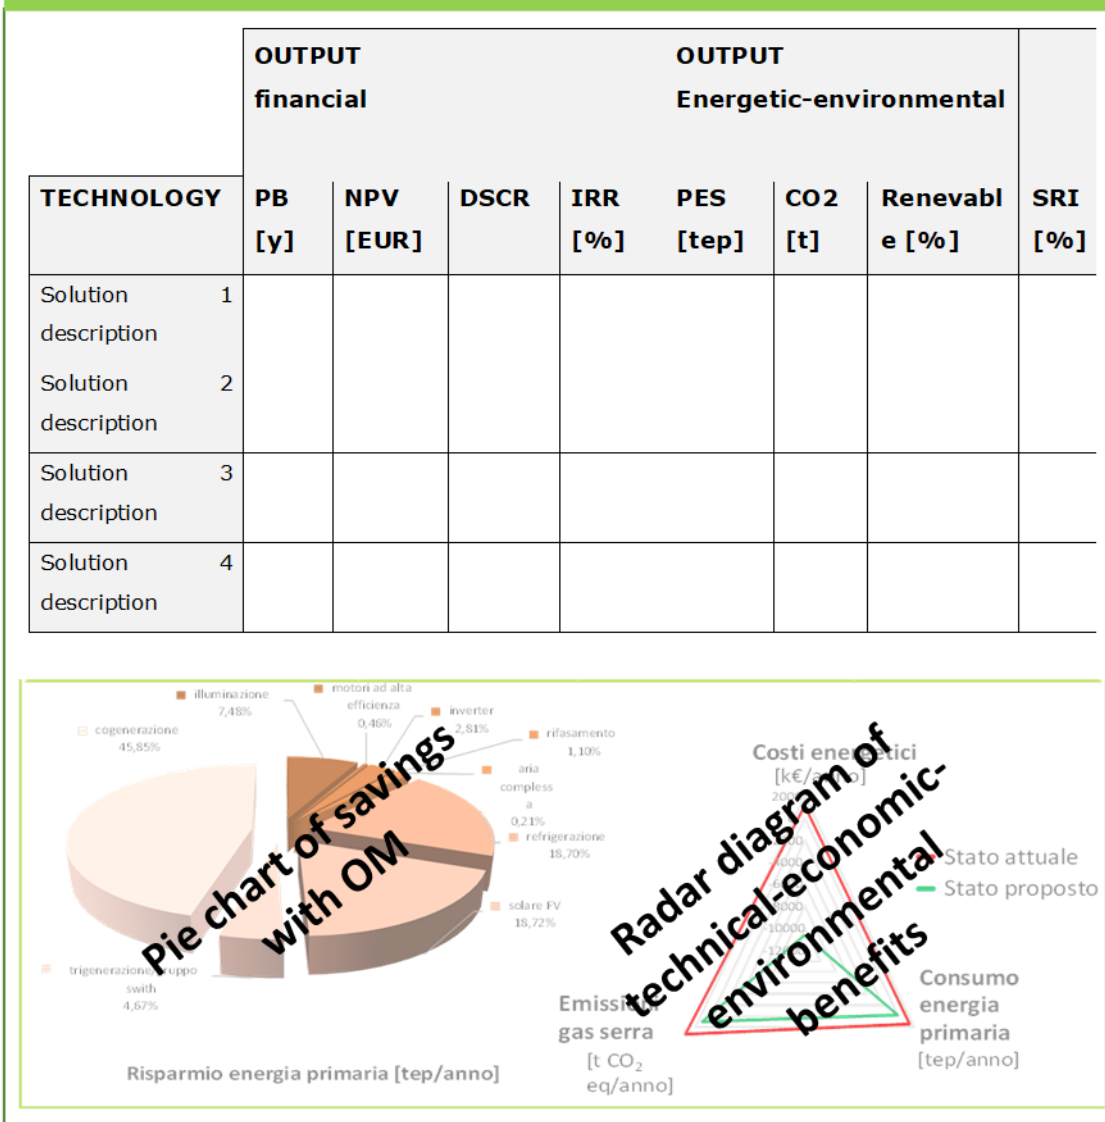 OUTPUT
financial
OUTPUT
Energetic-environmental
TECHNOLOGY
PB
[y]
NPV
[EUR]
DSCR
IRR
[%]
PES
[tep]
CO2
[t]
Renevabl
e [%]
SRI
[%]
Solution 1
description
Solution 2
description
Solution 3
description
Solution 4
description
illuminazione
7,48%
motori ad alta
efficienza
0,46%
inverter
2,81%
rifasamento
1,10%
aria
compless
a
0,21%
refrigerazione
18,70%
solare FV
18,72%
cogenerazione
45,85%
swith
4,67%
Pie chart of savings
with OM
Risparmio energia primaria [tep/anno]
Costi energetici
Radar diagram of
technical-economic-
environmental
benefits
Stato attuale
Stato proposto
Consumo
energia
primaria
[tep/anno]
gas serra
[t CO₂
eq/anno]